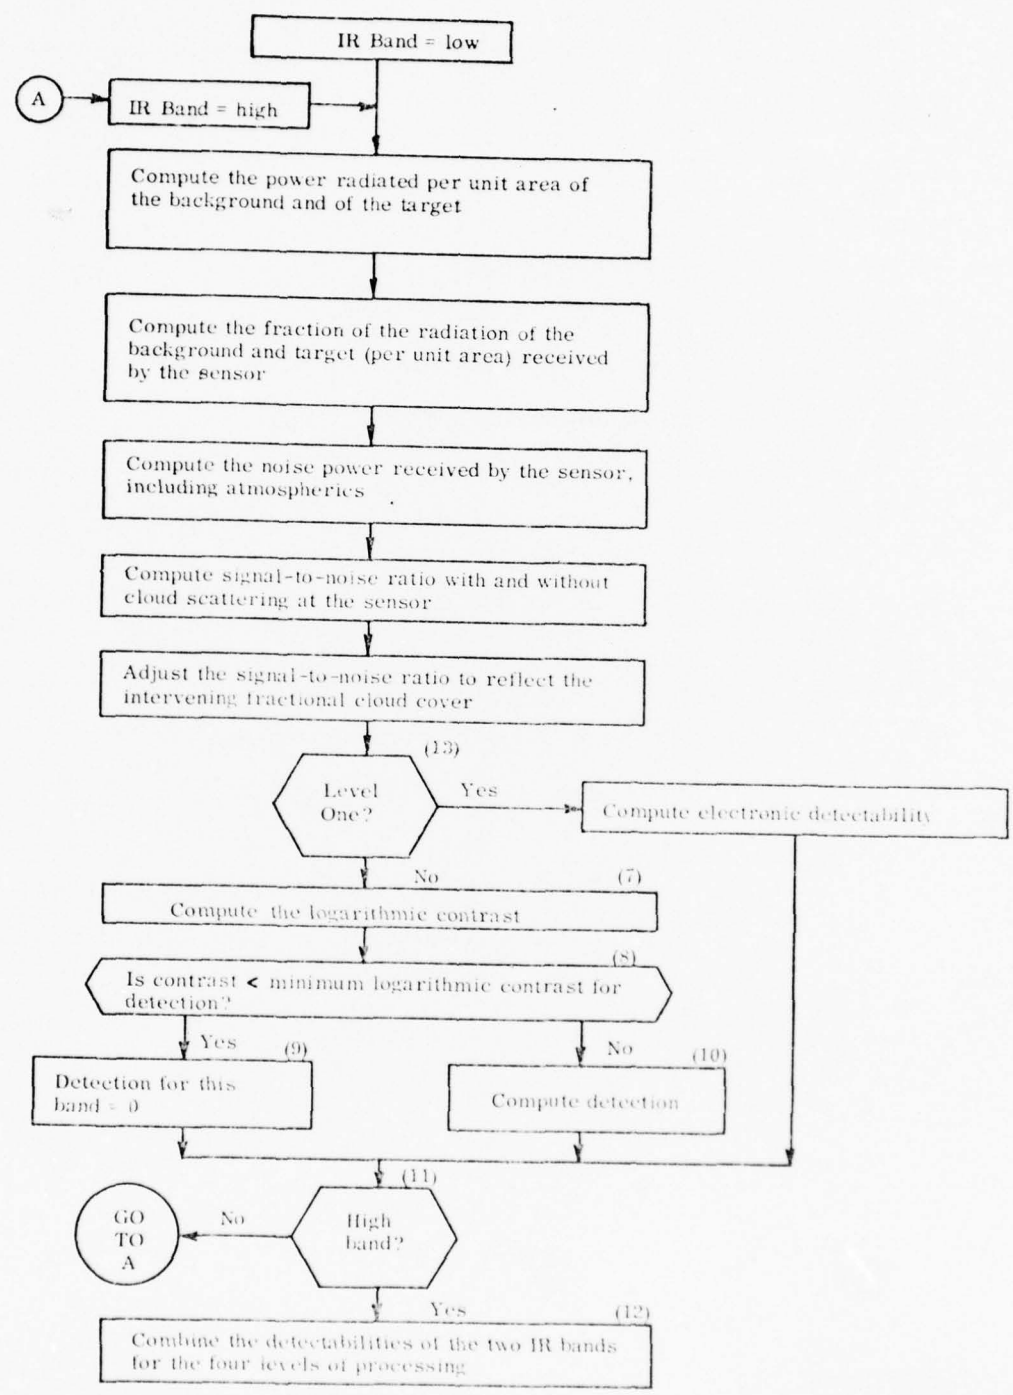 IR Band = low
A
IR Band = high
Compute the power radiated per unit area of
the background and of the target
Compute the fraction of the radiation of the
background and target (per unit area) received
by the sensor
Compute the noise power received by the sensor,
including atmospherics
Compute signal-to-noise ratio with and without
cloud scattering at the sensor
Adjust the signal-to-noise ratio to reflect the
intervening fractional cloud cover
(13)
Level
One?
Yes
Compute electronic detectability
No
(7)
Compute the logarithmic contrast
(8)
Is contrast < minimum logarithmic contrast for
detection?
Yes
(9)
No
(10)
Detection for this
band = 0
Compute detection
(11)
High
band?
No
GO
TO
A
Yes
(12)
Combine the detectabilities of the two IR bands
for the four levels of processing